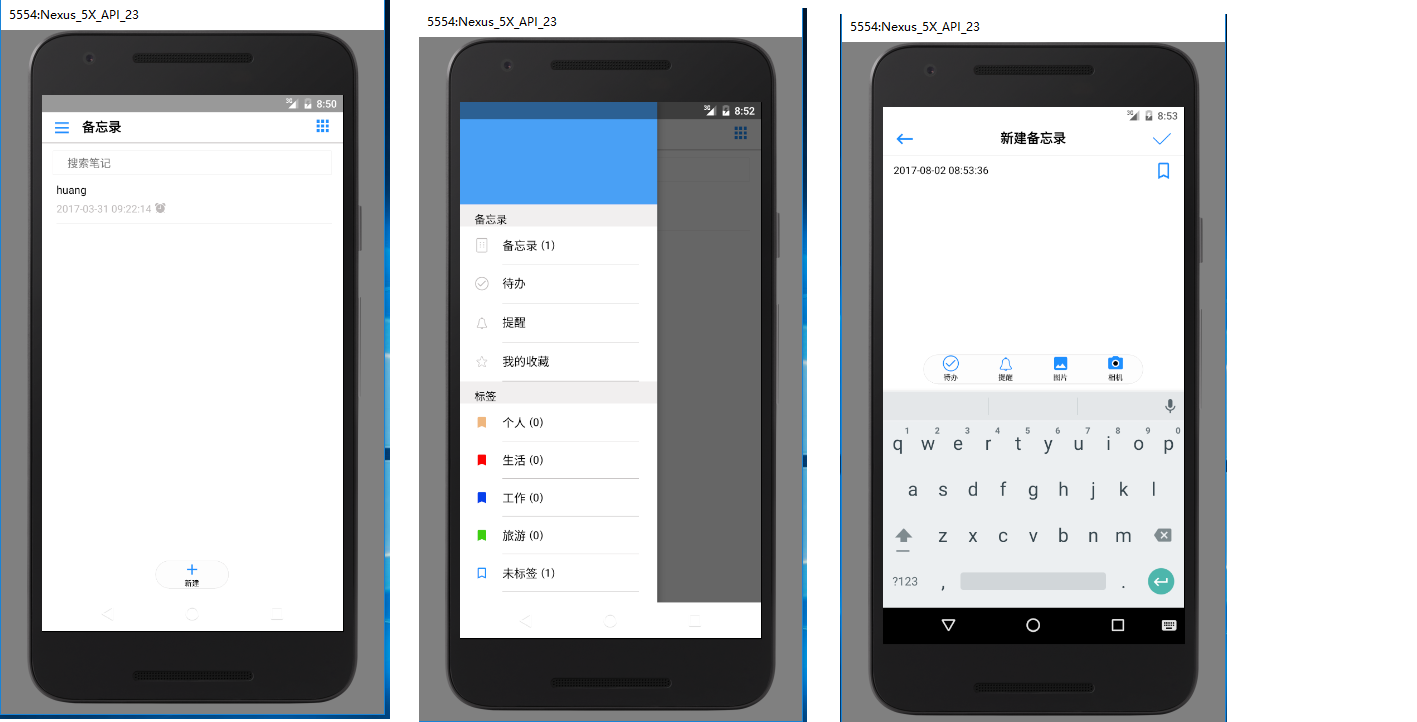 5554:Nexus_5X_API_23
3G 8:50
备忘录
搜索笔记
huang
2017-03-31 09:22:14
新建
5554:Nexus_5X_API_23
3G 8:52
备忘录
备忘录 (1)
待办
提醒
我的收藏
标签
个人 (0)
生活 (0)
工作 (0)
旅游 (0)
未标签 (1)
5554:Nexus_5X_API_23
3G 8:53
新建备忘录
2017-08-02 08:53:36
待办 提醒 图片 相机
1 2 3 4 5 6 7 8 9 0
q w e r t y u i o p
a s d f g h j k l
z x c v b n m
?123 , .